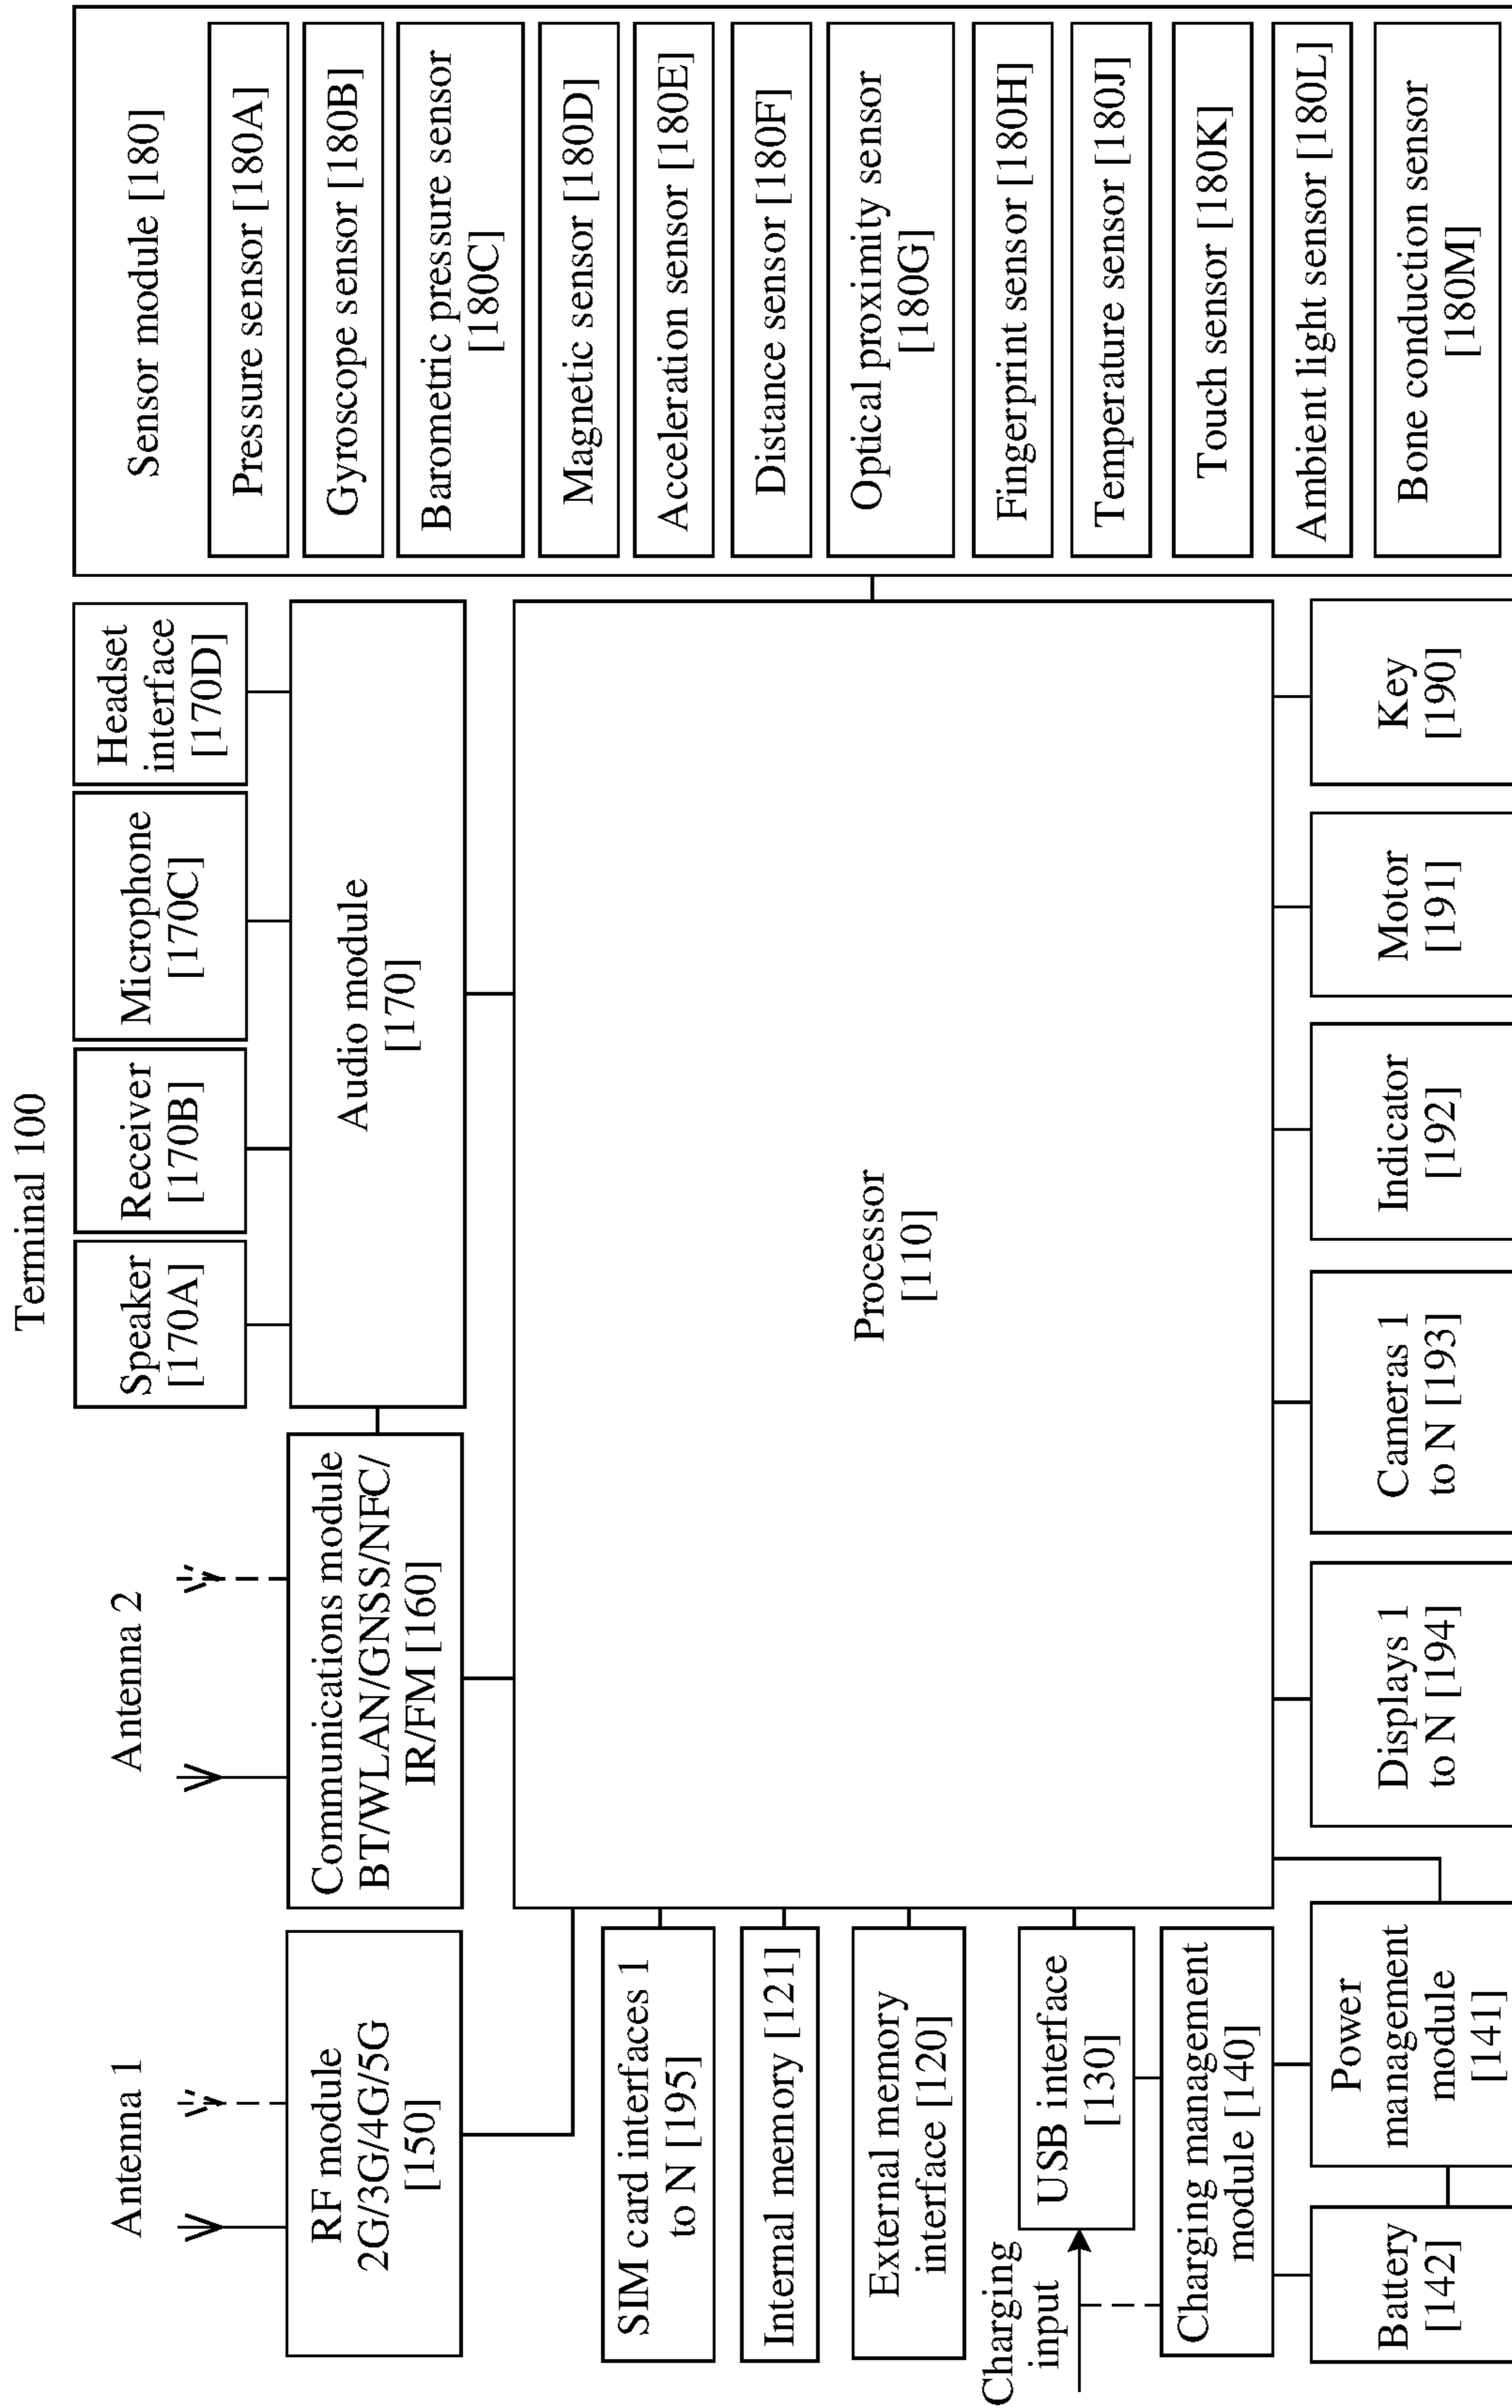 Terminal 100
Antenna 1
Antenna 2
RF module
2G/3G/4G/5G
[150]
Communications module
BT/WLAN/GNSS/NFC/
IR/FM [160]
Speaker
[170A]
Receiver
[170B]
Microphone
[170C]
Headset
interface
[170D]
Audio module
[170]
SIM card interfaces 1
to N [195]
Internal memory [121]
External memory
interface [120]
Charging
input
USB interface
[130]
Charging management
module [140]
Battery
[142]
Power
management
module
[141]
Processor
[110]
Displays 1
to N [194]
Cameras 1
to N [193]
Indicator
[192]
Motor
[191]
Key
[190]
Sensor module [180]
Pressure sensor [180A]
Gyroscope sensor [180B]
Barometric pressure sensor
[180C]
Magnetic sensor [180D]
Acceleration sensor [180E]
Distance sensor [180F]
Optical proximity sensor
[180G]
Fingerprint sensor [180H]
Temperature sensor [180J]
Touch sensor [180K]
Ambient light sensor [180L]
Bone conduction sensor
[180M]